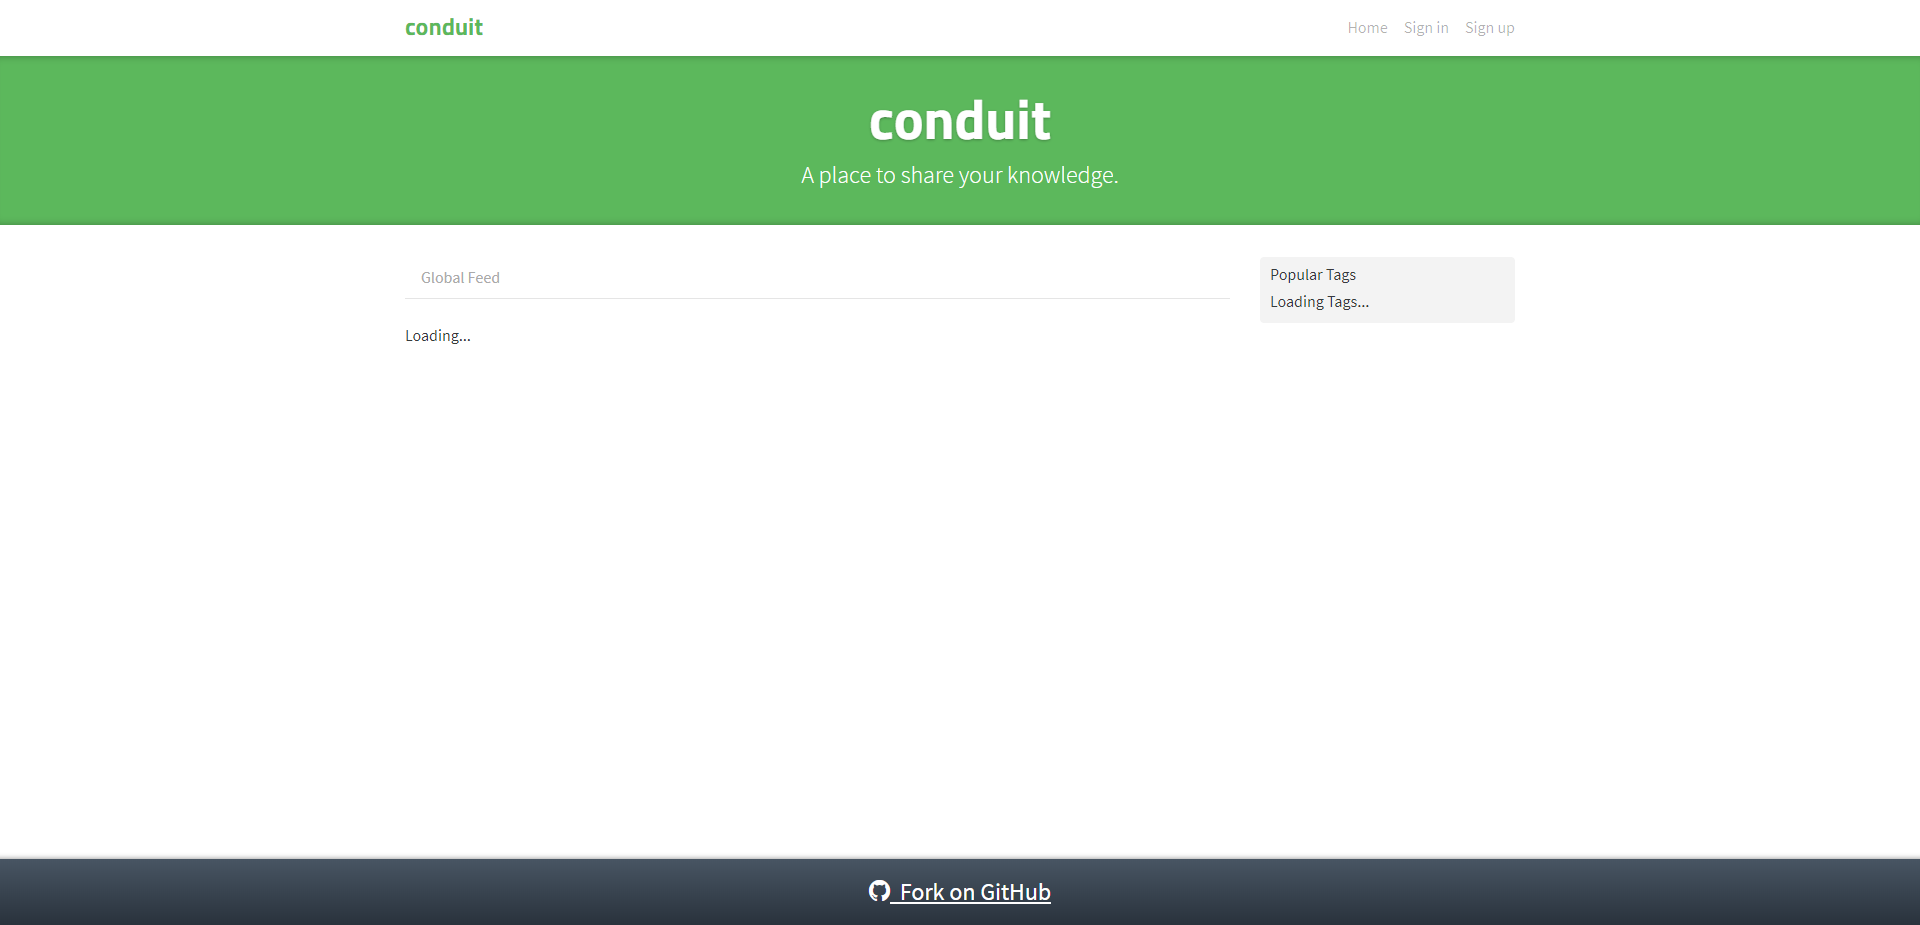 conduit
Home Sign in Sign up
conduit
A place to share your knowledge.
Global Feed
Loading...
Popular Tags
Loading Tags...
Fork on GitHub